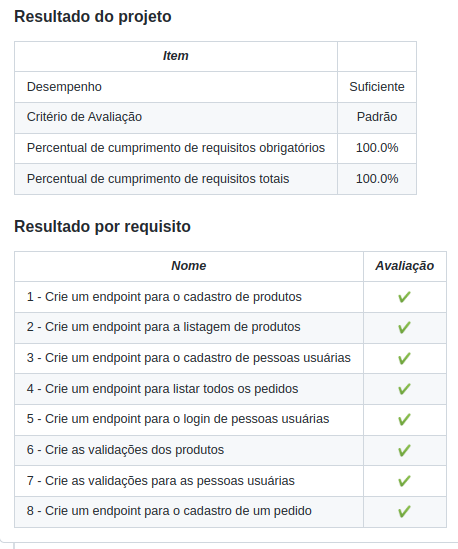 Resultado do projeto
Item
Desempenho Suficiente
Critério de Avaliação Padrão
Percentual de cumprimento de requisitos obrigatórios 100.0%
Percentual de cumprimento de requisitos totais 100.0%
Resultado por requisito
Nome Avaliação
1 - Crie um endpoint para o cadastro de produtos ✔
2 - Crie um endpoint para a listagem de produtos ✔
3 - Crie um endpoint para o cadastro de pessoas usuárias ✔
4 - Crie um endpoint para listar todos os pedidos ✔
5 - Crie um endpoint para o login de pessoas usuárias ✔
6 - Crie as validações dos produtos ✔
7 - Crie as validações para as pessoas usuárias ✔
8 - Crie um endpoint para o cadastro de um pedido ✔